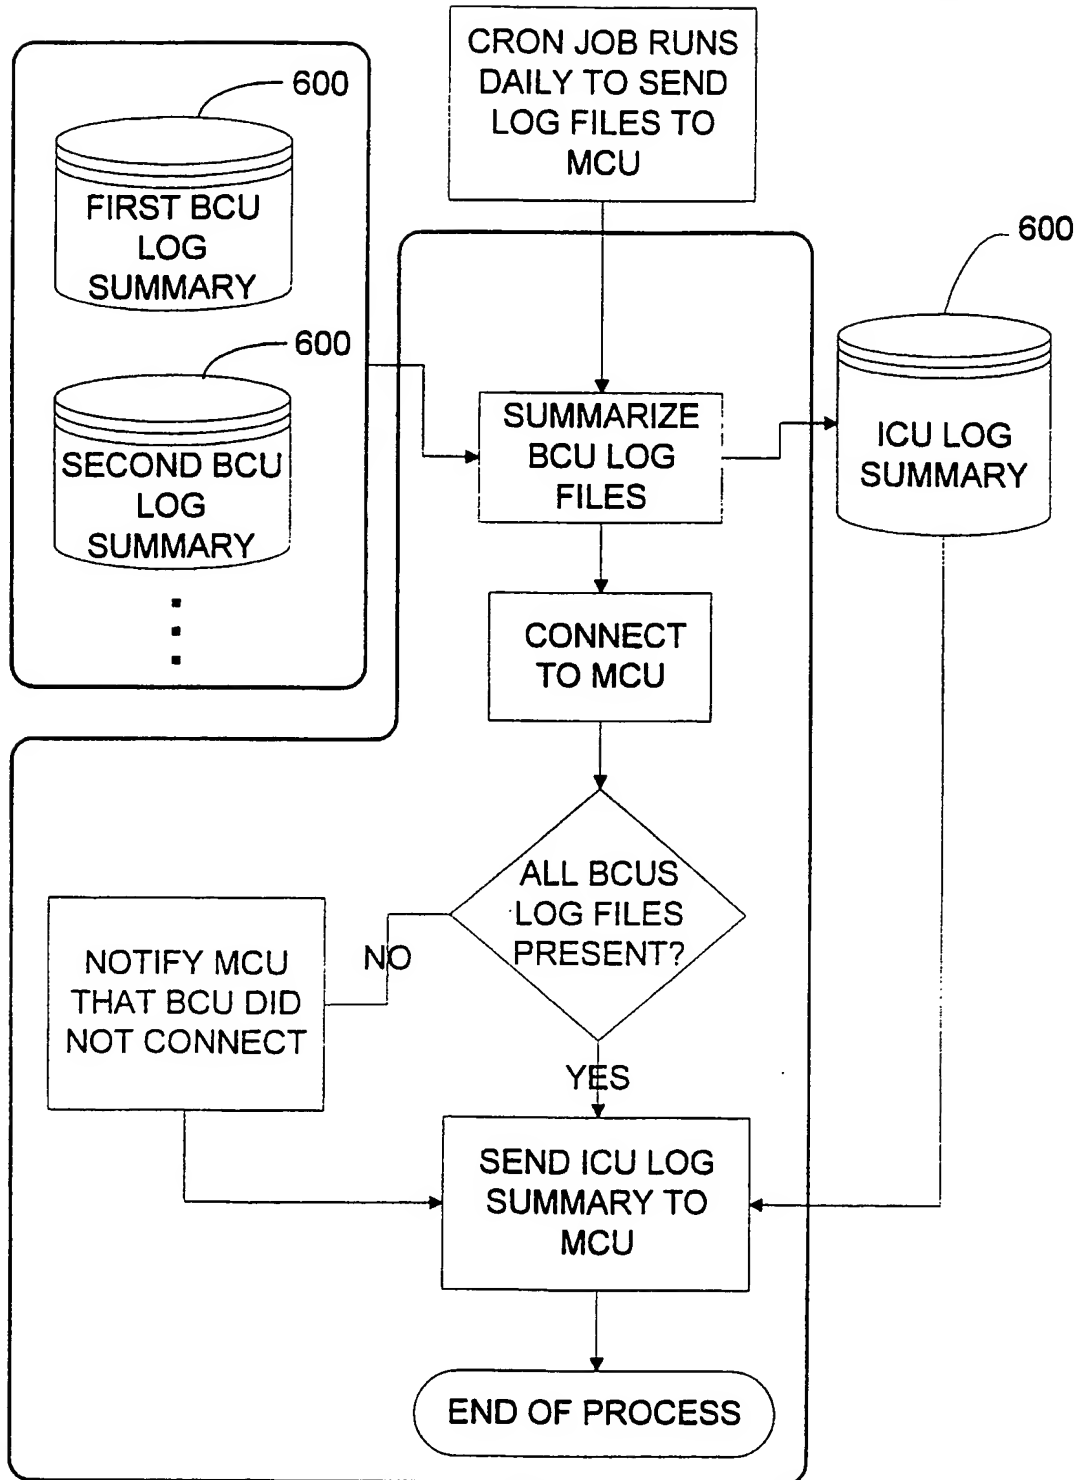 CRON JOB RUNS
DAILY TO SEND
LOG FILES TO
MCU
600
FIRST BCU
LOG
SUMMARY
600
SECOND BCU
LOG
SUMMARY
600
SUMMARIZE
BCU LOG
FILES
ICU LOG
SUMMARY
CONNECT
TO MCU
ALL BCUS
LOG FILES
PRESENT?
NO
NOTIFY MCU
THAT BCU DID
NOT CONNECT
YES
SEND ICU LOG
SUMMARY TO
MCU
END OF PROCESS